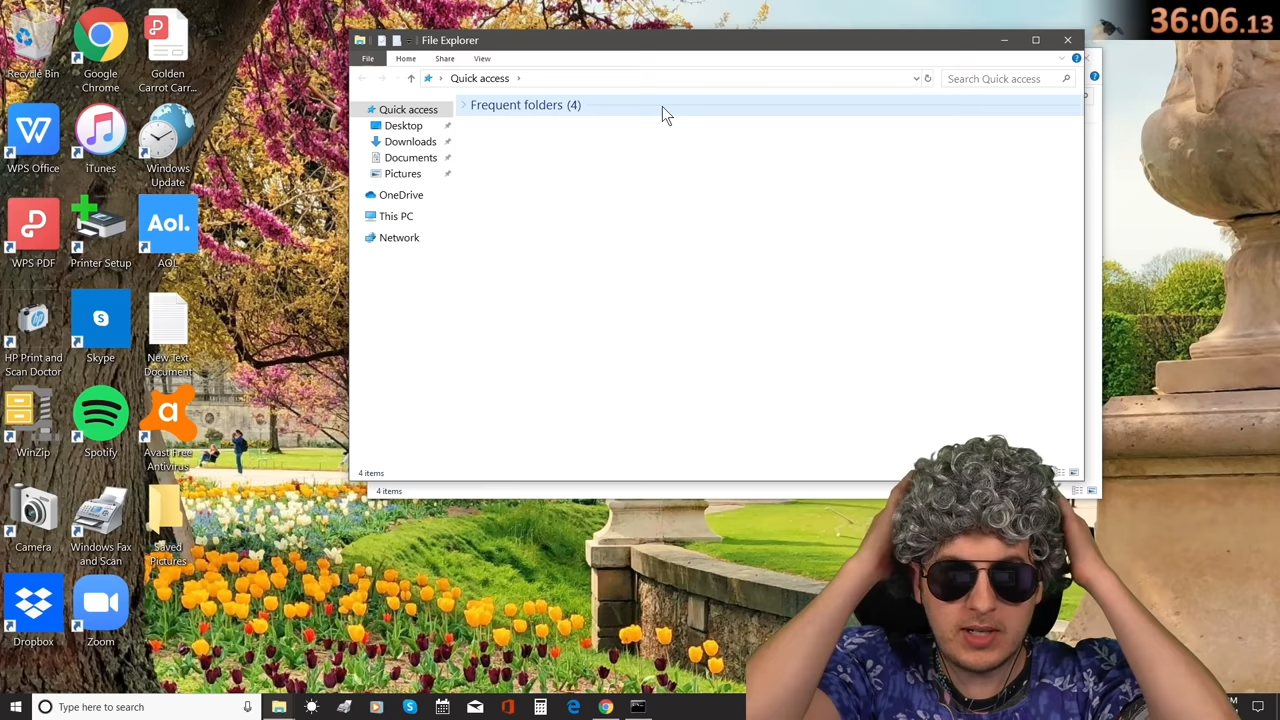 36:06.13
File Explorer
File
Home
Share
View
Quick access
Search Quick access
Quick access
Desktop
Downloads
Documents
Pictures
OneDrive
This PC
Network
Frequent folders (4)
4 items
4 items
Recycle Bin
Google
Chrome
Golden
Carrot Carr...
W
WPS Office
iTunes
Windows
Update
WPS PDF
Printer Setup
Aol.
AOL
HP Print and
Scan Doctor
Skype
New Text
Document
WinZip
Spotify
a
Avast Free
Antivirus
Camera
Windows Fax
and Scan
Saved
Pictures
Dropbox
Zoom
Type here to search